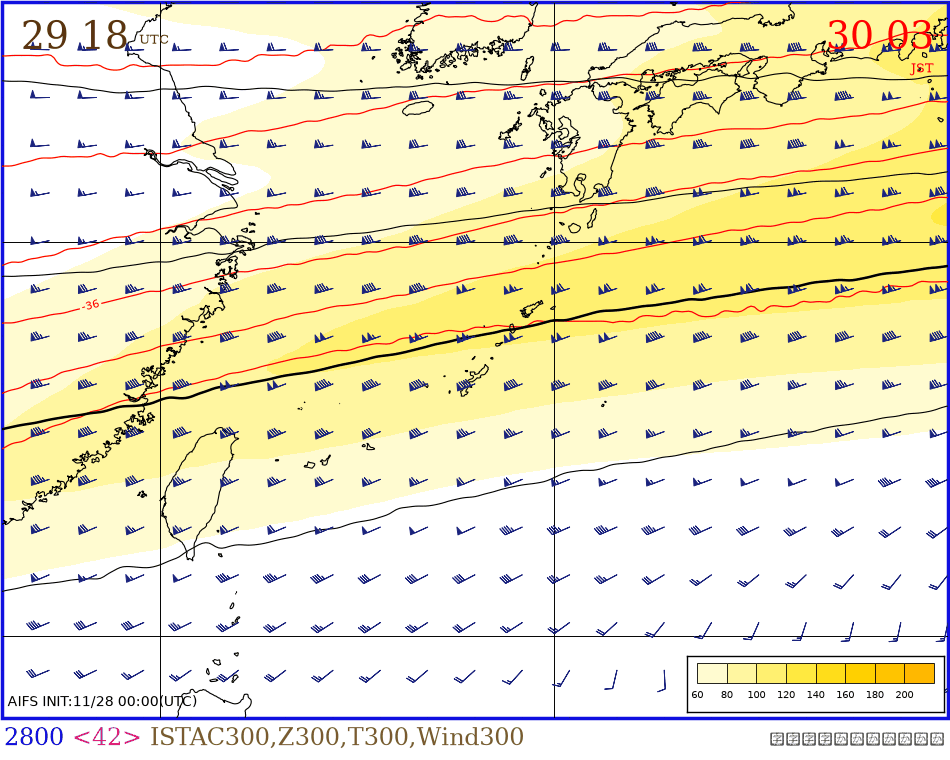 29 18 UTC
30 03
JST
-36
60 80 100 120 140 160 180 200
AIFS INIT:11/28 00:00(UTC)
2800 <42> ISTAC300,Z300,T300,Wind300